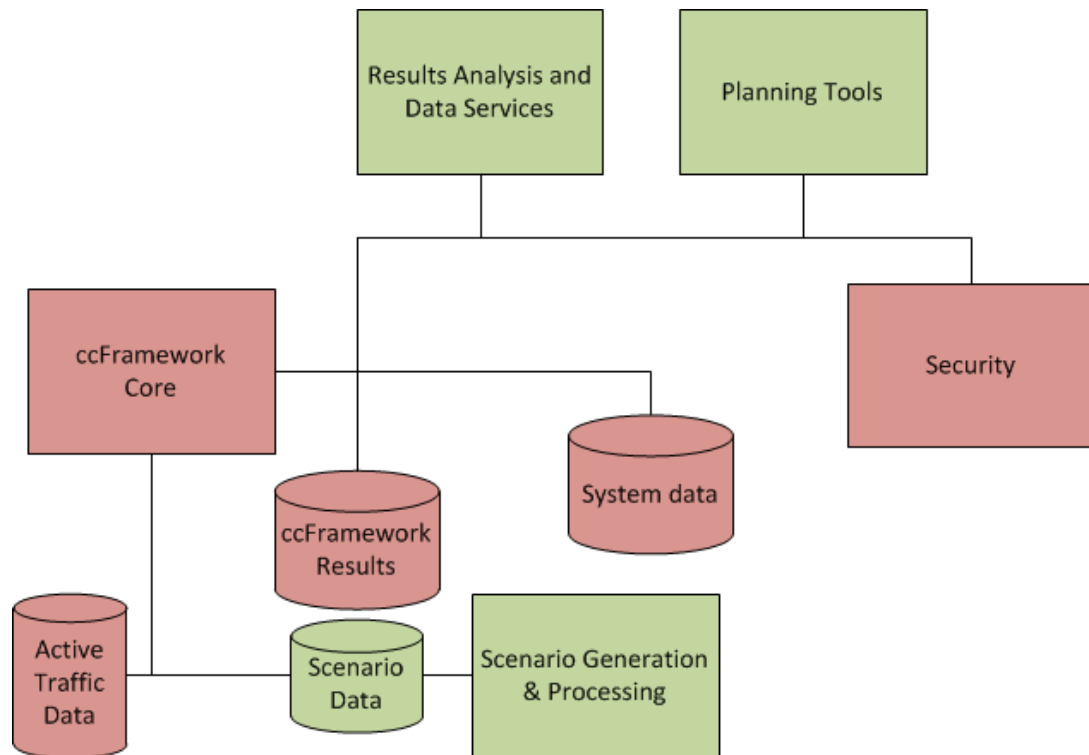 Results Analysis and
Data Services
Planning Tools
ccFramework
Core
Security
System data
ccFramework
Results
Active
Traffic
Data
Scenario
Data
Scenario Generation
& Processing